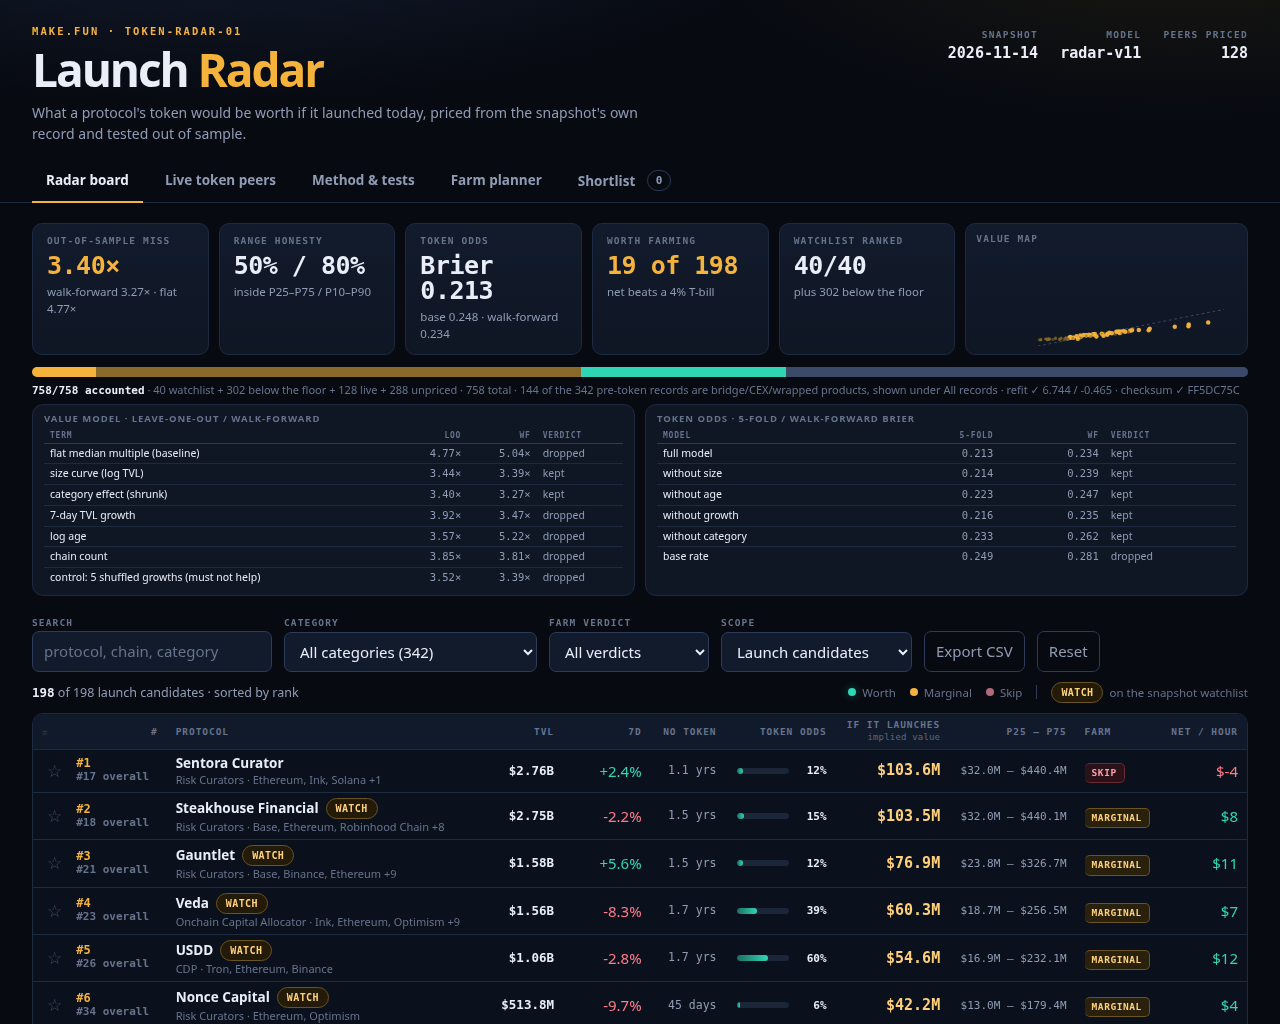 MAKE.FUN · TOKEN-RADAR-01
Launch Radar
What a protocol's token would be worth if it launched today, priced from the snapshot's own
record and tested out of sample.
SNAPSHOT
2026-11-14
MODEL
radar-v11
PEERS PRICED
128
Radar board
Live token peers
Method & tests
Farm planner
Shortlist 0
OUT-OF-SAMPLE MISS
3.40×
walk-forward 3.27× · flat
4.77×
RANGE HONESTY
50% / 80%
inside P25–P75 / P10–P90
TOKEN ODDS
Brier
0.213
base 0.248 · walk-forward
0.234
WORTH FARMING
19 of 198
net beats a 4% T-bill
WATCHLIST RANKED
40/40
plus 302 below the floor
VALUE MAP
758/758 accounted · 40 watchlist + 302 below the floor + 128 live + 288 unpriced · 758 total · 144 of the 342 pre-token records are bridge/CEX/wrapped products, shown under All records · refit ✓ 6.744 / -0.465 · checksum ✓ FF5DC75C
VALUE MODEL · LEAVE-ONE-OUT / WALK-FORWARD
TERM LOO WF VERDICT
flat median multiple (baseline) 4.77× 5.04× dropped
size curve (log TVL) 3.44× 3.39× kept
category effect (shrunk) 3.40× 3.27× kept
7-day TVL growth 3.92× 3.47× dropped
log age 3.57× 5.22× dropped
chain count 3.85× 3.81× dropped
control: 5 shuffled growths (must not help) 3.52× 3.39× dropped
TOKEN ODDS · 5-FOLD / WALK-FORWARD BRIER
MODEL 5-FOLD WF VERDICT
full model 0.213 0.234 kept
without size 0.214 0.239 kept
without age 0.223 0.247 kept
without growth 0.216 0.235 kept
without category 0.233 0.262 kept
base rate 0.249 0.281 dropped
SEARCH
protocol, chain, category
CATEGORY
All categories (342)
FARM VERDICT
All verdicts
SCOPE
Launch candidates
Export CSV
Reset
198 of 198 launch candidates · sorted by rank
Worth Marginal Skip WATCH on the snapshot watchlist
# PROTOCOL TVL 7D NO TOKEN TOKEN ODDS IF IT LAUNCHES P25 – P75 FARM NET / HOUR
implied value
☆ #1 Sentora Curator $2.76B +2.4% 1.1 yrs 12% $103.6M $32.0M – $440.4M SKIP $-4
#17 overall Risk Curators · Ethereum, Ink, Solana +1
☆ #2 Steakhouse Financial WATCH $2.75B -2.2% 1.5 yrs 15% $103.5M $32.0M – $440.1M MARGINAL $8
#18 overall Risk Curators · Base, Ethereum, Robinhood Chain +8
☆ #3 Gauntlet WATCH $1.58B +5.6% 1.5 yrs 12% $76.9M $23.8M – $326.7M MARGINAL $11
#21 overall Risk Curators · Base, Binance, Ethereum +9
☆ #4 Veda WATCH $1.56B -8.3% 1.7 yrs 39% $60.3M $18.7M – $256.5M MARGINAL $7
#23 overall Onchain Capital Allocator · Ink, Ethereum, Optimism +9
☆ #5 USDD WATCH $1.06B -2.8% 1.7 yrs 60% $54.6M $16.9M – $232.1M MARGINAL $12
#26 overall CDP · Tron, Ethereum, Binance
☆ #6 Nonce Capital WATCH $513.8M -9.7% 45 days 6% $42.2M $13.0M – $179.4M MARGINAL $4
#34 overall Risk Curators · Ethereum, Optimism